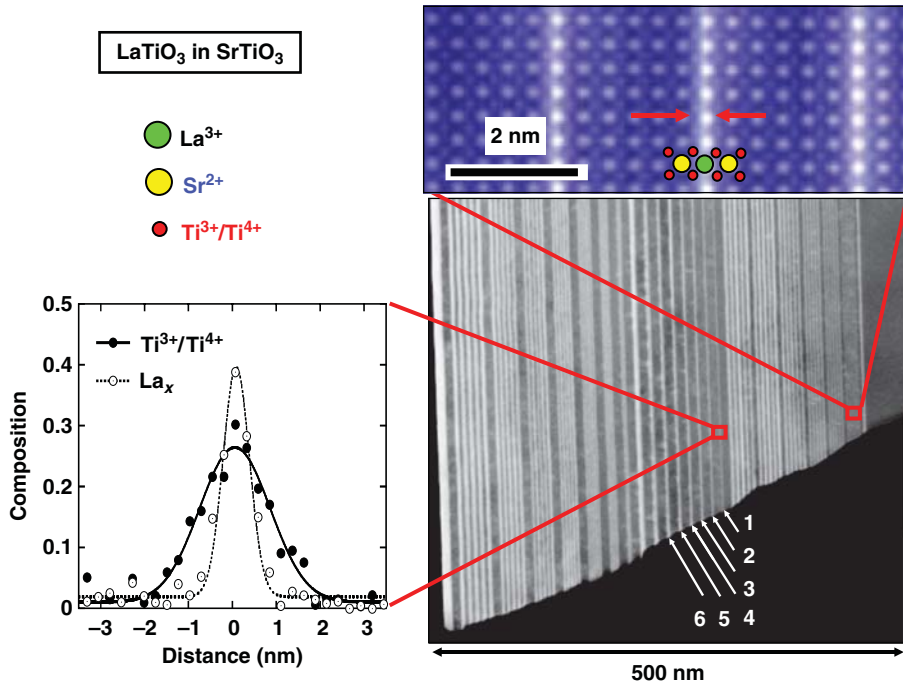 LaTiO₃ in SrTiO₃
La³⁺
Sr²⁺
Ti³⁺/Ti⁴⁺
2 nm
0.5
0.4
0.3
0.2
0.1
0
Composition
Ti³⁺/Ti⁴⁺
Laₓ
−3 −2 −1 0 1 2 3
Distance (nm)
1
2
3
6 5 4
500 nm